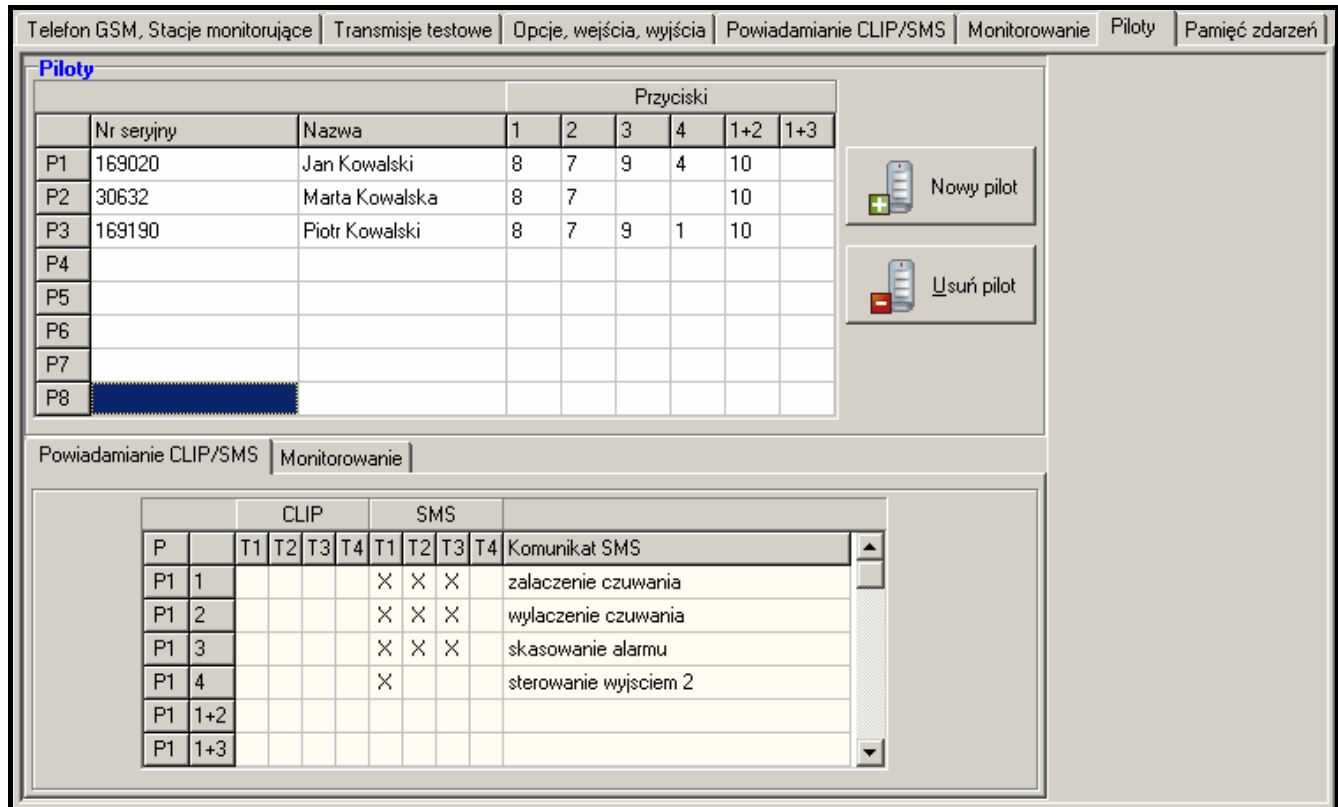 Telefon GSM, Stacje monitorujące Transmisje testowe Opcje, wejścia, wyjścia Powiadamianie CLIP/SMS Monitorowanie Piloty Pamięć zdarzeń
Piloty
Przyciski
Nr seryjny Nazwa 1 2 3 4 1+2 1+3
P1 169020 Jan Kowalski 8 7 9 4 10
P2 30632 Marta Kowalska 8 7 10
P3 169190 Piotr Kowalski 8 7 9 1 10
P4
P5
P6
P7
P8
Nowy pilot
Usuń pilot
Powiadamianie CLIP/SMS Monitorowanie
CLIP SMS
P T1 T2 T3 T4 T1 T2 T3 T4 Komunikat SMS
P1 1 X X X zalaczenie czuwania
P1 2 X X X wylaczenie czuwania
P1 3 X X X skasowanie alarmu
P1 4 X sterowanie wyjsciem 2
P1 1+2
P1 1+3